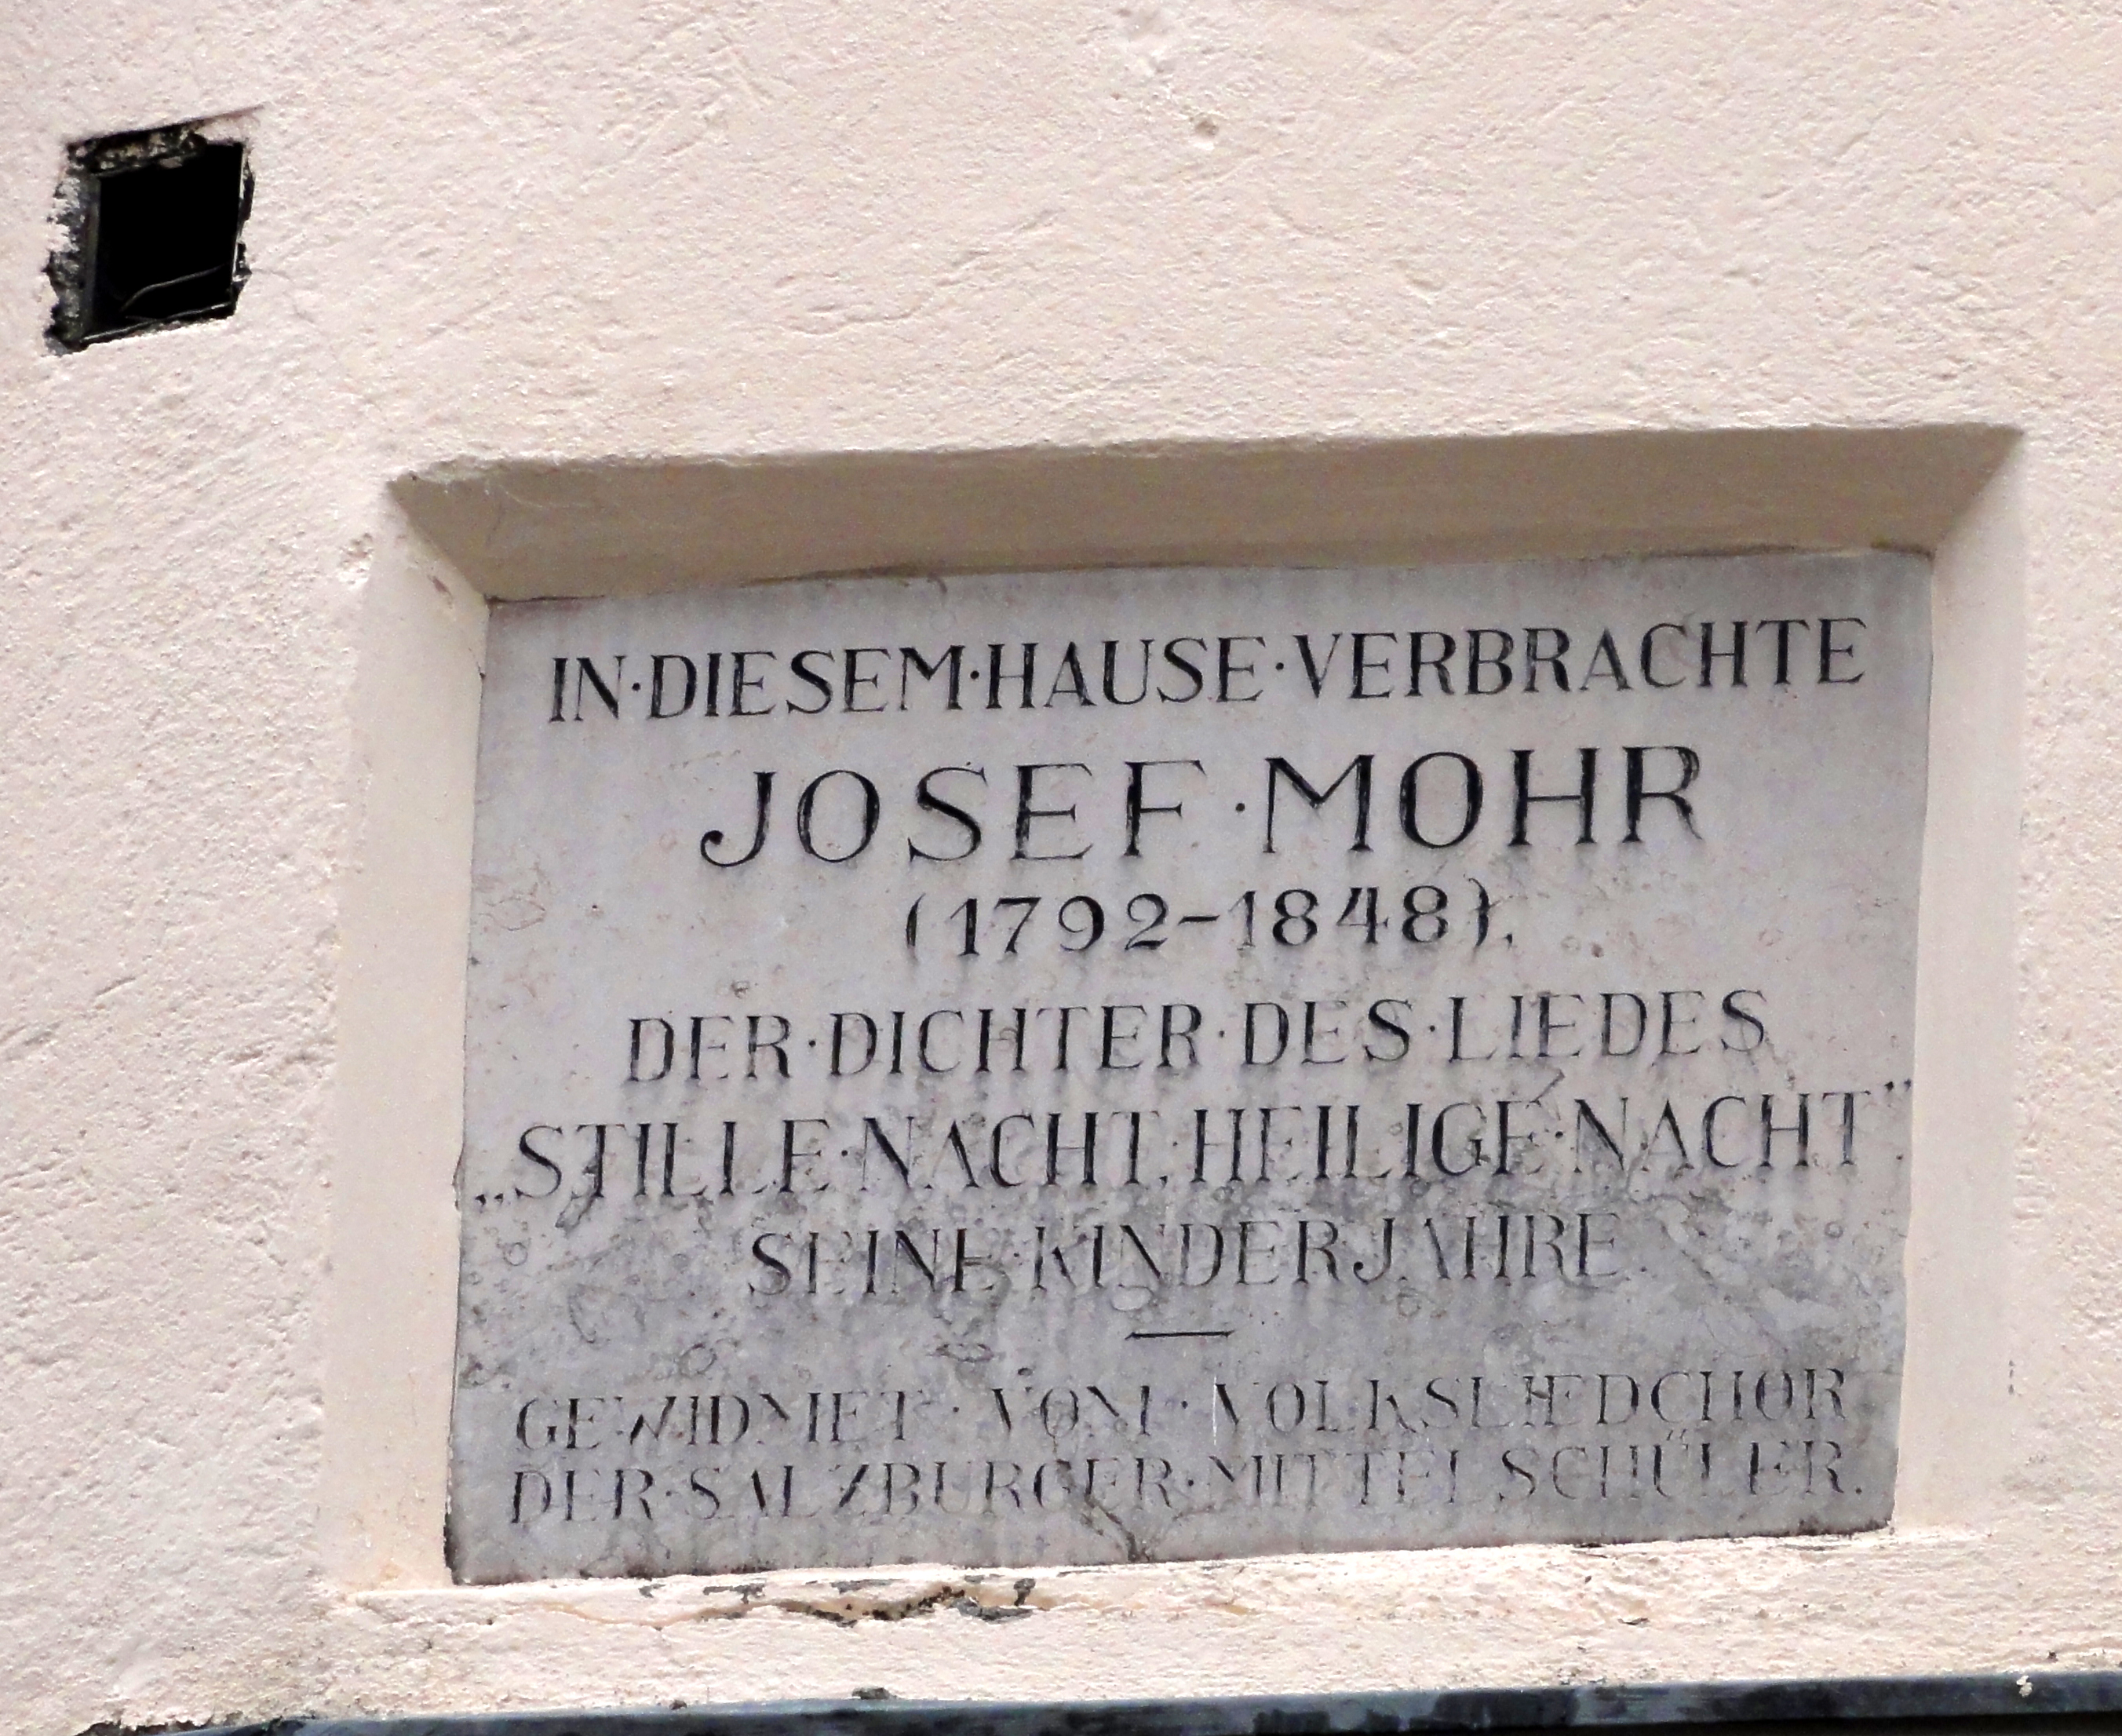 IN·DIESEM·HAUSE·VERBRACHTE
JOSEF·MOHR
(1792-1848),
DER·DICHTER·DES·LIEDES
„STILLE·NACHT, HEILIGE·NACHT"
SEINE·KINDERJAHRE.
GEWIDMET · VOM · VOLKSLIEDCHOR
DER·SALZBURGER·MITTELSCHÜLER.